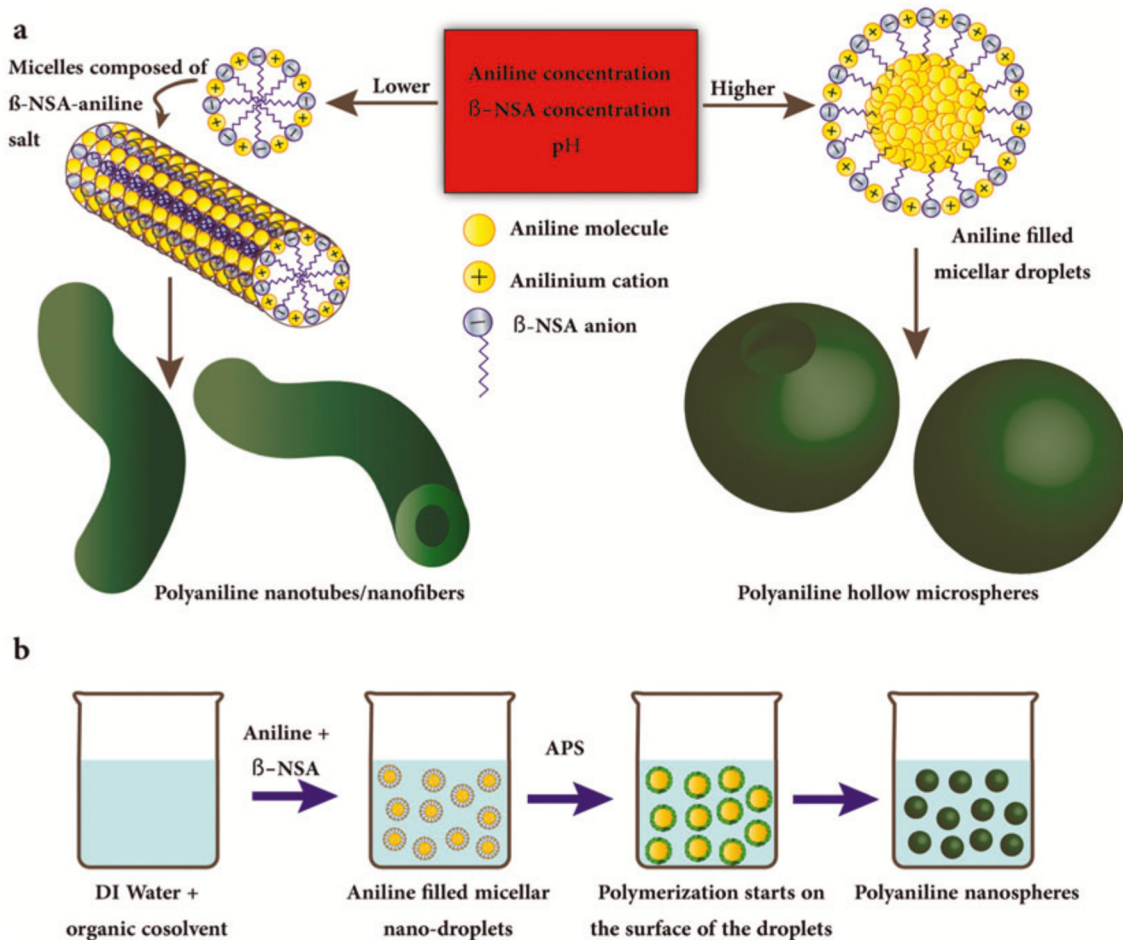 a
Micelles composed of
ß-NSA-aniline
salt
Lower
Aniline concentration
ß-NSA concentration
pH
Higher
Aniline molecule
Anilinium cation
ß-NSA anion
Aniline filled
micellar droplets
Polyaniline nanotubes/nanofibers
Polyaniline hollow microspheres
b
Aniline +
ß-NSA
APS
DI Water +
organic cosolvent
Aniline filled micellar
nano-droplets
Polymerization starts on
the surface of the droplets
Polyaniline nanospheres